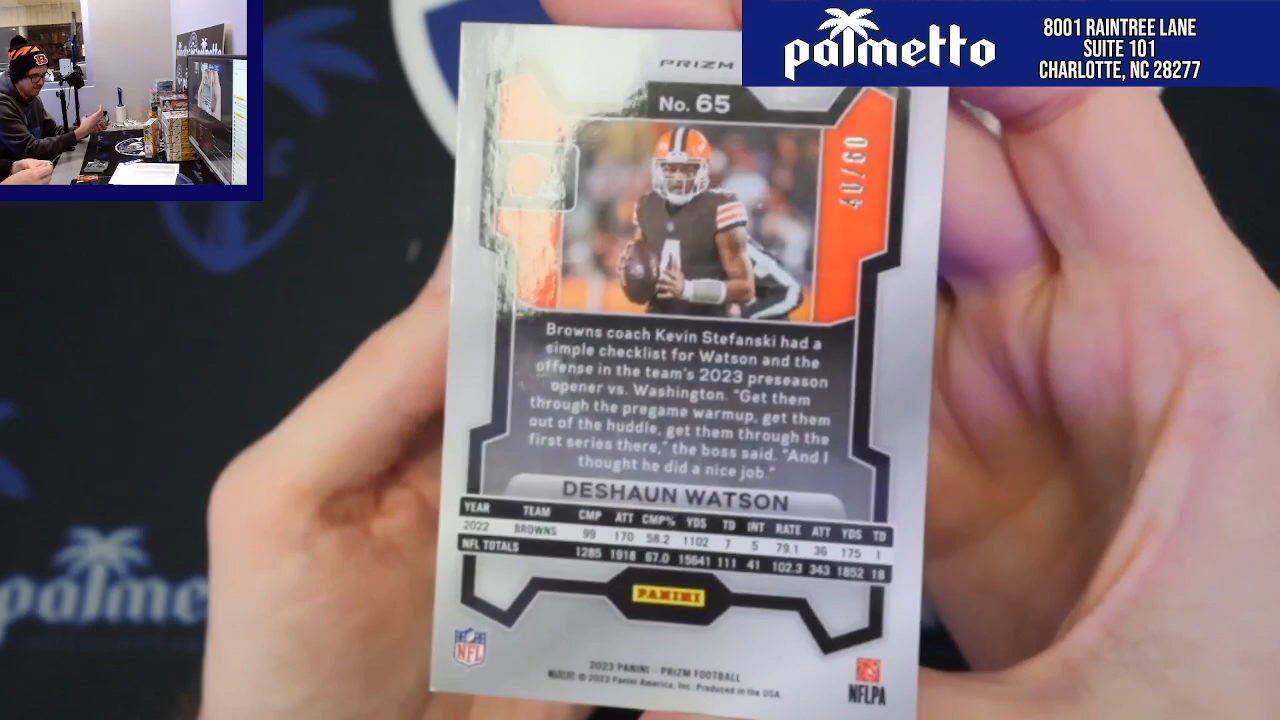 palmetto
8001 RAINTREE LANE
SUITE 101
CHARLOTTE, NC 28277
PRIZM
No. 65
40/60
4
Browns coach Kevin Stefanski had a
simple checklist for Watson and the
offense in the team's 2023 preseason
opener vs. Washington. "Get them
through the pregame warmup, get them
out of the huddle, get them through the
first series there," the boss said. "And I
thought he did a nice job."
DESHAUN WATSON
YEAR TEAM CMP ATT CMP% YDS TD INT RATE ATT YDS TD
2022 BROWNS 99 170 58.2 1102 7 5 79.1 36 175 1
NFL TOTALS 1285 1918 67.0 15641 111 41 102.3 343 1852 18
PANINI
NFL
2023 PANINI - PRIZM FOOTBALL
© 2023 Panini America, Inc. Produced in the USA.
NFLPA
palme